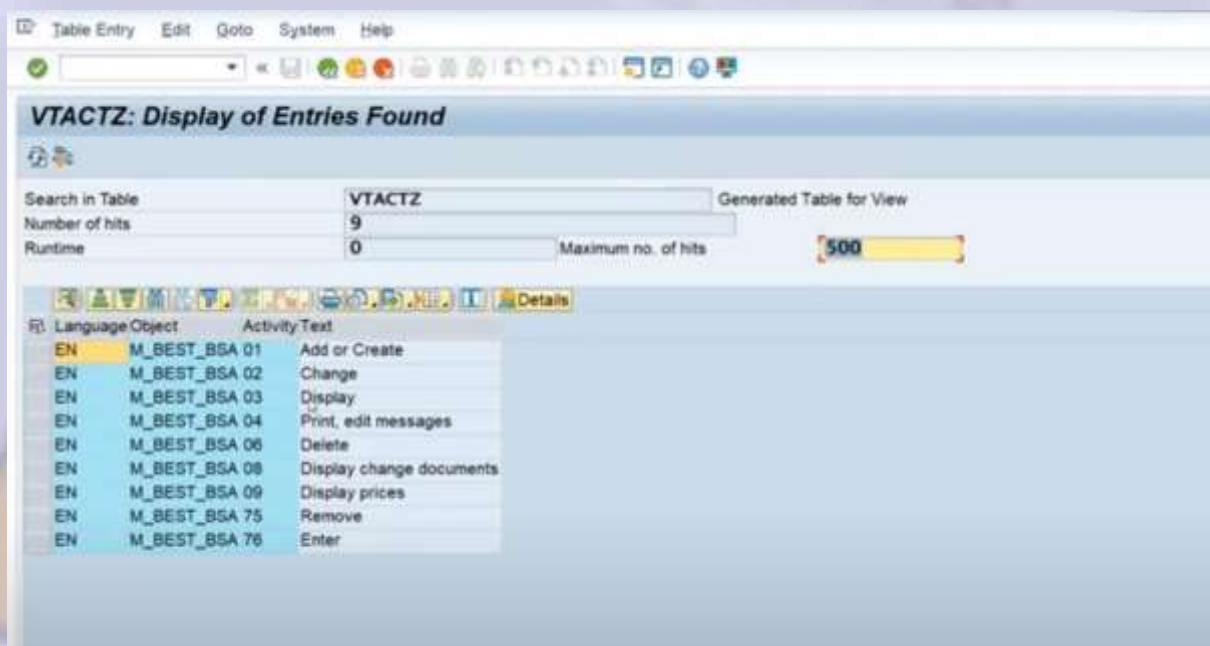 Table Entry Edit Goto System Help
VTACTZ: Display of Entries Found
Search in Table VTACTZ Generated Table for View
Number of hits 9
Runtime 0 Maximum no. of hits 500
Details
Language Object Activity Text
EN M_BEST_BSA 01 Add or Create
EN M_BEST_BSA 02 Change
EN M_BEST_BSA 03 Display
EN M_BEST_BSA 04 Print, edit messages
EN M_BEST_BSA 06 Delete
EN M_BEST_BSA 08 Display change documents
EN M_BEST_BSA 09 Display prices
EN M_BEST_BSA 75 Remove
EN M_BEST_BSA 76 Enter